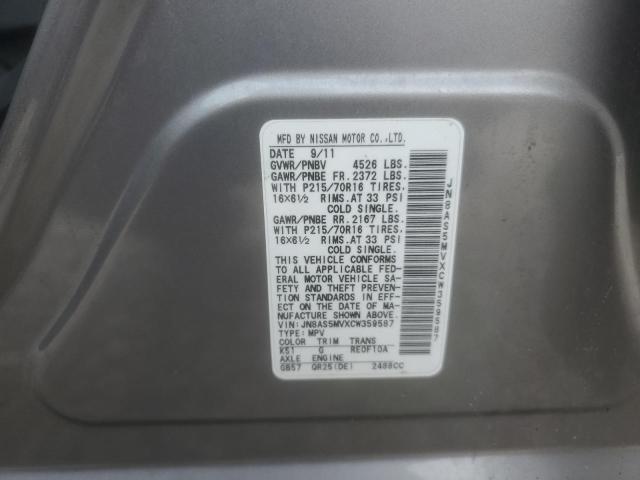 MFD BY NISSAN MOTOR CO.,LTD.
DATE 9/11
GVWR/PNBV 4526 LBS.
GAWR/PNBE FR. 2372 LBS.
WITH P215/70R16 TIRES,
16×6½ RIMS. AT 33 PSI
COLD SINGLE.
GAWR/PNBE RR. 2167 LBS.
WITH P215/70R16 TIRES,
16×6½ RIMS. AT 33 PSI
COLD SINGLE.
THIS VEHICLE CONFORMS
TO ALL APPLICABLE FED-
ERAL MOTOR VEHICLE SA-
FETY AND THEFT PREVEN-
TION STANDARDS IN EFF-
ECT ON THE DATE OF MA-
NUFACTURE SHOWN ABOVE.
VIN: JN8AS5MVXCW359587
TYPE: MPV
COLOR TRIM TRANS
K51 G RE0F10A
AXLE ENGINE
GB57 QR25(DE) 2488CC
JN8AS5MVXCW359587